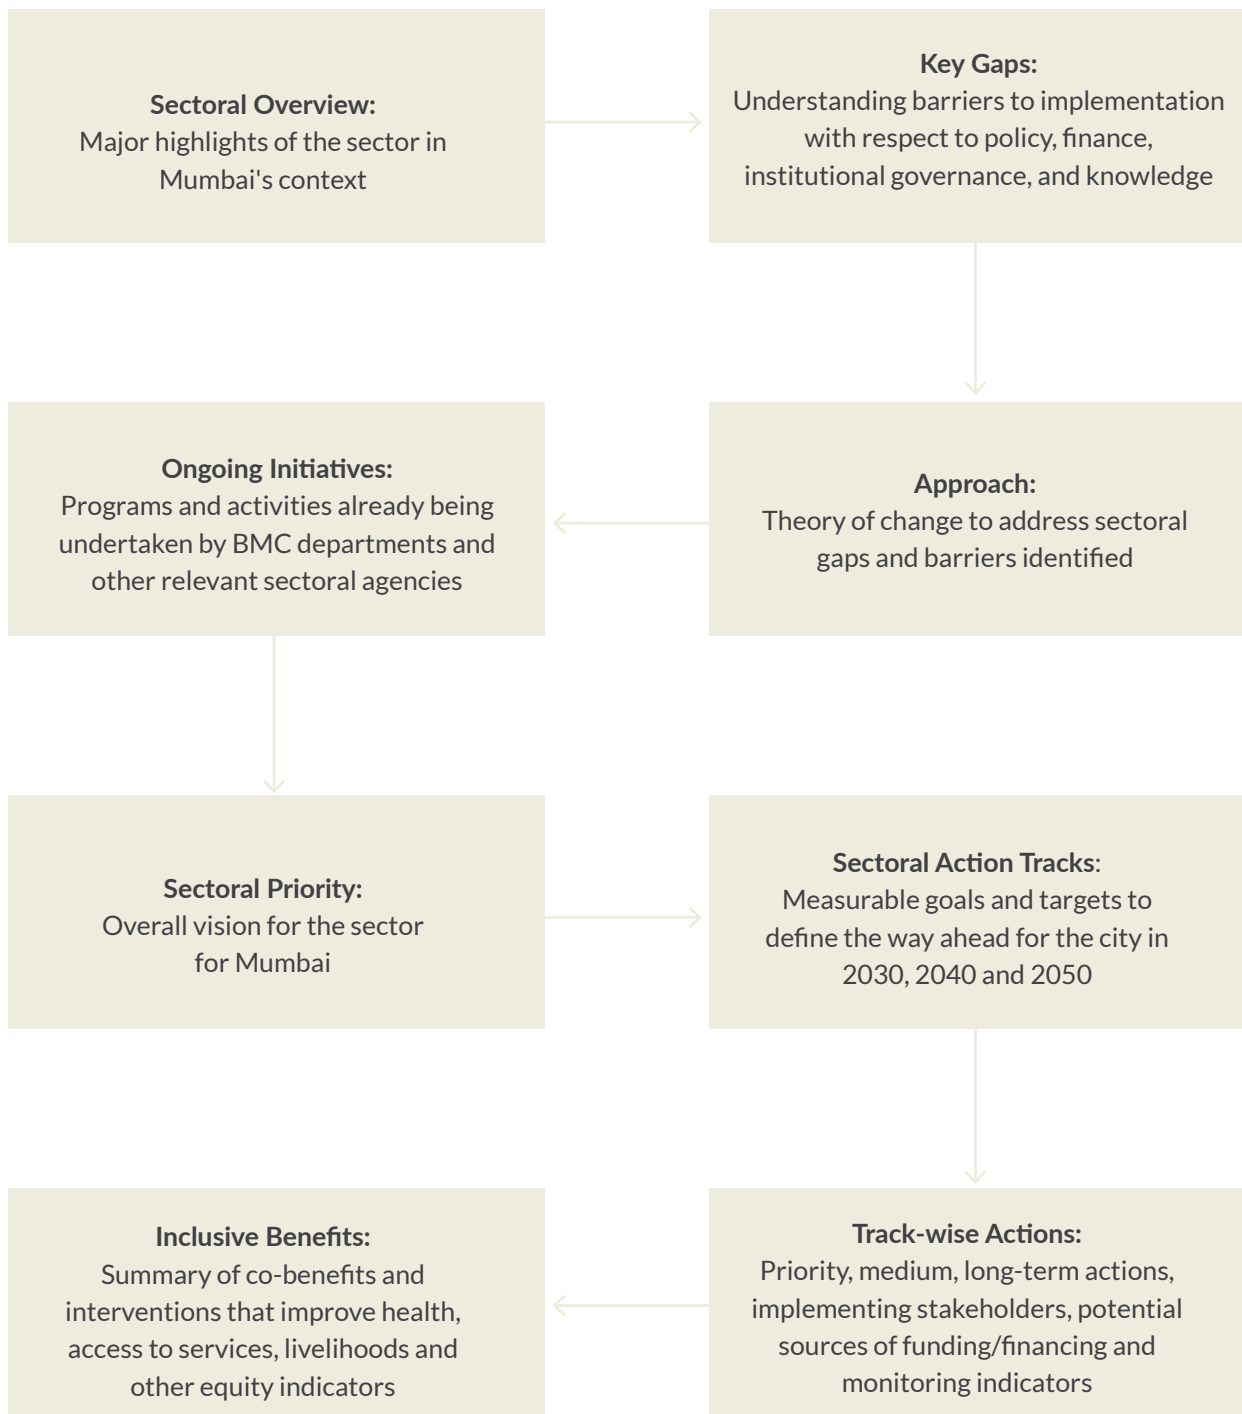 Sectoral Overview:
Major highlights of the sector in
Mumbai's context
Key Gaps:
Understanding barriers to implementation
with respect to policy, finance,
institutional governance, and knowledge
Approach:
Theory of change to address sectoral
gaps and barriers identified
Ongoing Initiatives:
Programs and activities already being
undertaken by BMC departments and
other relevant sectoral agencies
Sectoral Priority:
Overall vision for the sector
for Mumbai
Sectoral Action Tracks:
Measurable goals and targets to
define the way ahead for the city in
2030, 2040 and 2050
Track-wise Actions:
Priority, medium, long-term actions,
implementing stakeholders, potential
sources of funding/financing and
monitoring indicators
Inclusive Benefits:
Summary of co-benefits and
interventions that improve health,
access to services, livelihoods and
other equity indicators